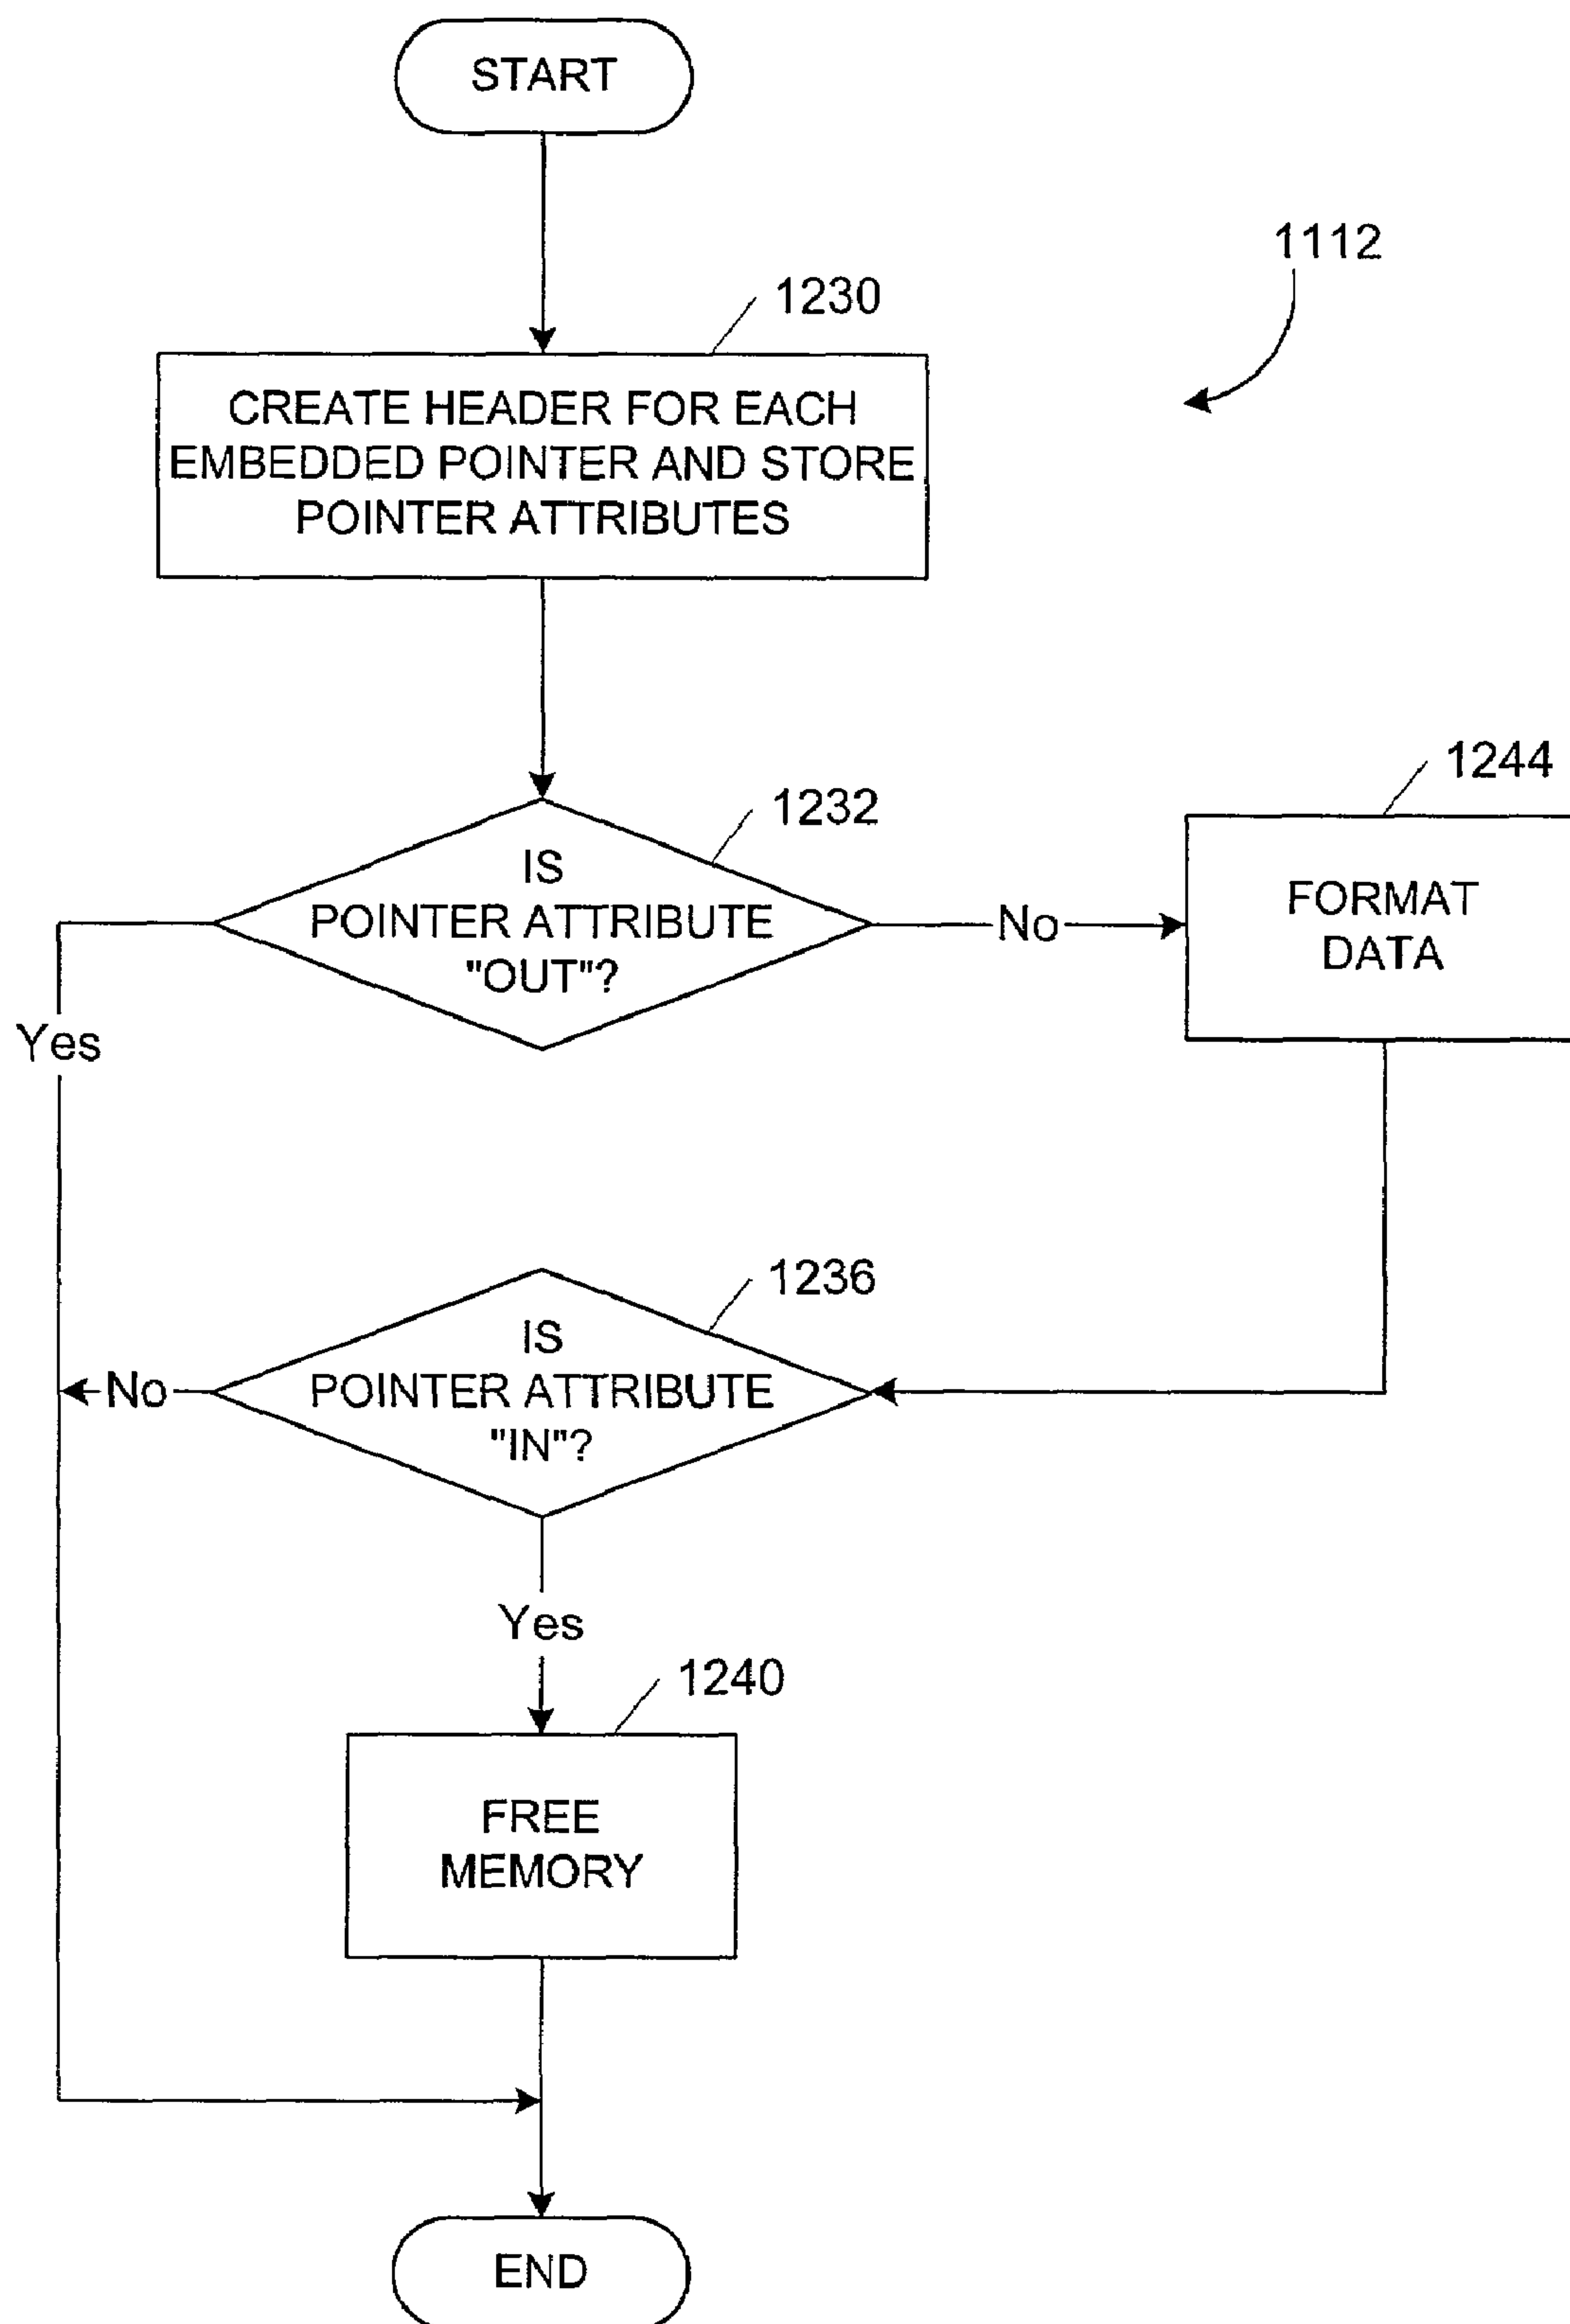 START
1112
1230
CREATE HEADER FOR EACH
EMBEDDED POINTER AND STORE
POINTER ATTRIBUTES
1244
1232
IS
POINTER ATTRIBUTE
"OUT"?
No
FORMAT
DATA
Yes
1236
IS
POINTER ATTRIBUTE
"IN"?
No
Yes
1240
FREE
MEMORY
END